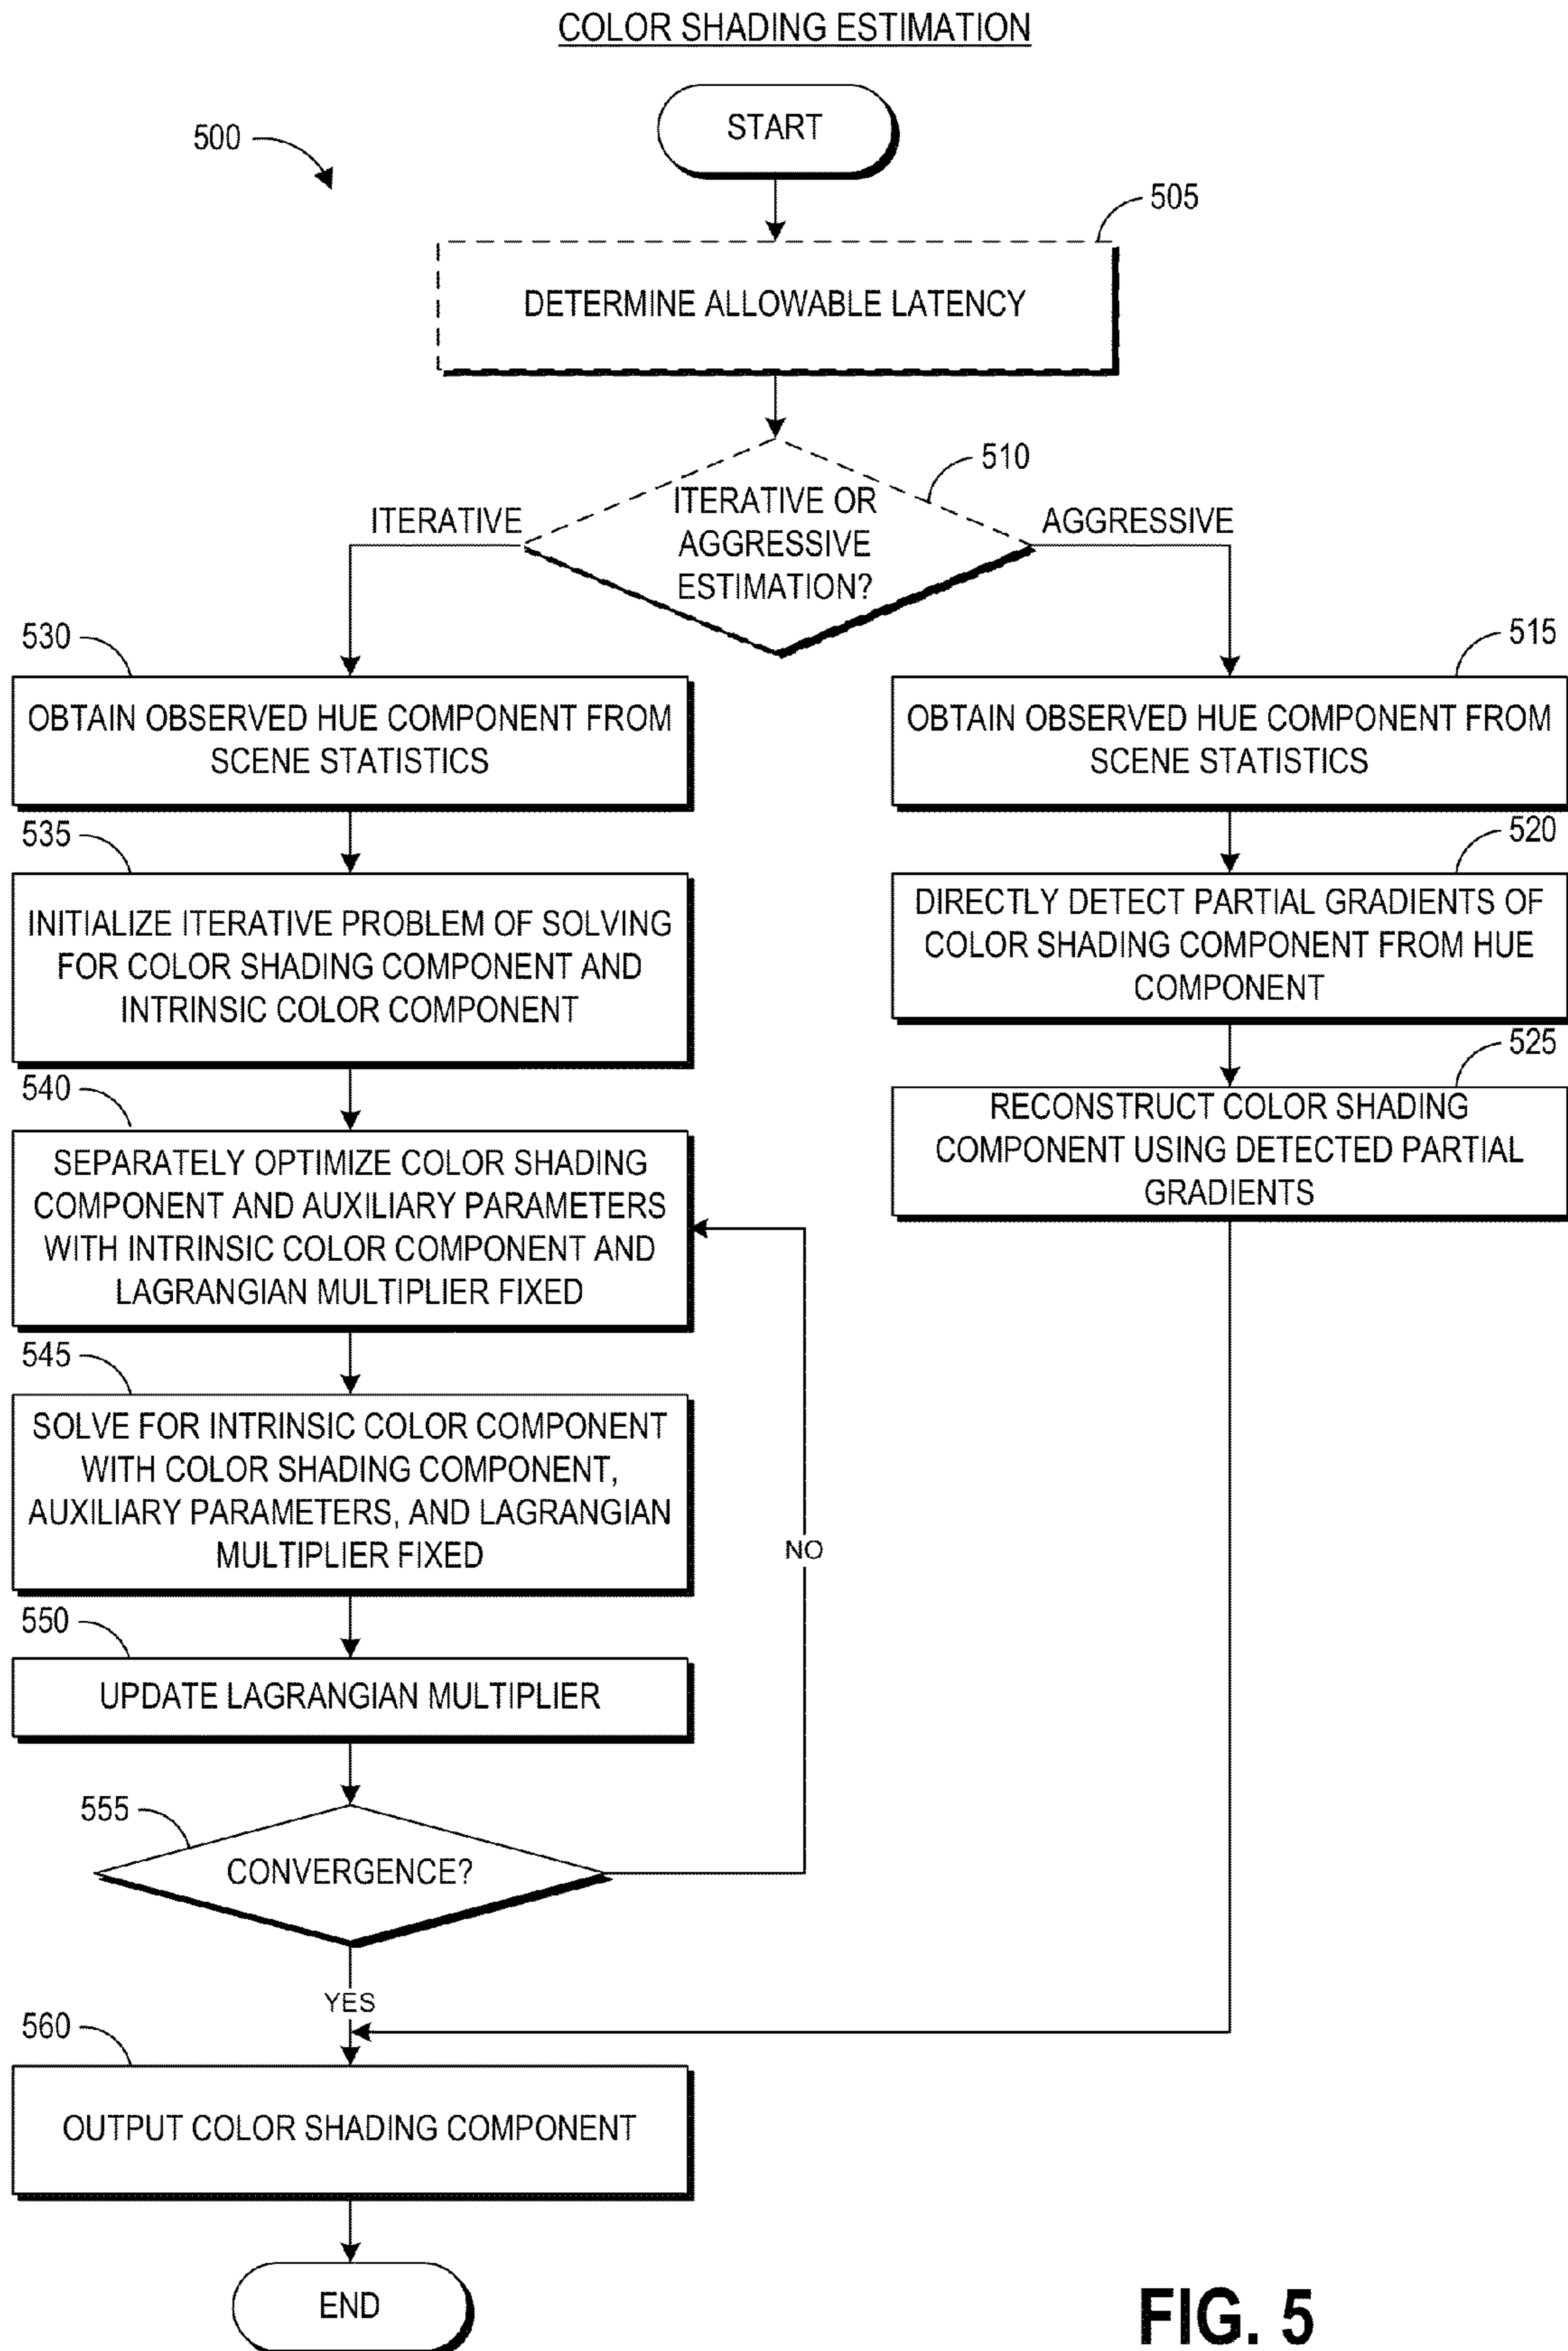 COLOR SHADING ESTIMATION
START
500
505
DETERMINE ALLOWABLE LATENCY
510
ITERATIVE OR
AGGRESSIVE
ESTIMATION?
ITERATIVE
AGGRESSIVE
530
OBTAIN OBSERVED HUE COMPONENT FROM
SCENE STATISTICS
515
OBTAIN OBSERVED HUE COMPONENT FROM
SCENE STATISTICS
535
INITIALIZE ITERATIVE PROBLEM OF SOLVING
FOR COLOR SHADING COMPONENT AND
INTRINSIC COLOR COMPONENT
520
DIRECTLY DETECT PARTIAL GRADIENTS OF
COLOR SHADING COMPONENT FROM HUE
COMPONENT
525
RECONSTRUCT COLOR SHADING
COMPONENT USING DETECTED PARTIAL
GRADIENTS
540
SEPARATELY OPTIMIZE COLOR SHADING
COMPONENT AND AUXILIARY PARAMETERS
WITH INTRINSIC COLOR COMPONENT AND
LAGRANGIAN MULTIPLIER FIXED
545
SOLVE FOR INTRINSIC COLOR COMPONENT
WITH COLOR SHADING COMPONENT,
AUXILIARY PARAMETERS, AND LAGRANGIAN
MULTIPLIER FIXED
NO
550
UPDATE LAGRANGIAN MULTIPLIER
555
CONVERGENCE?
YES
560
OUTPUT COLOR SHADING COMPONENT
END
FIG. 5